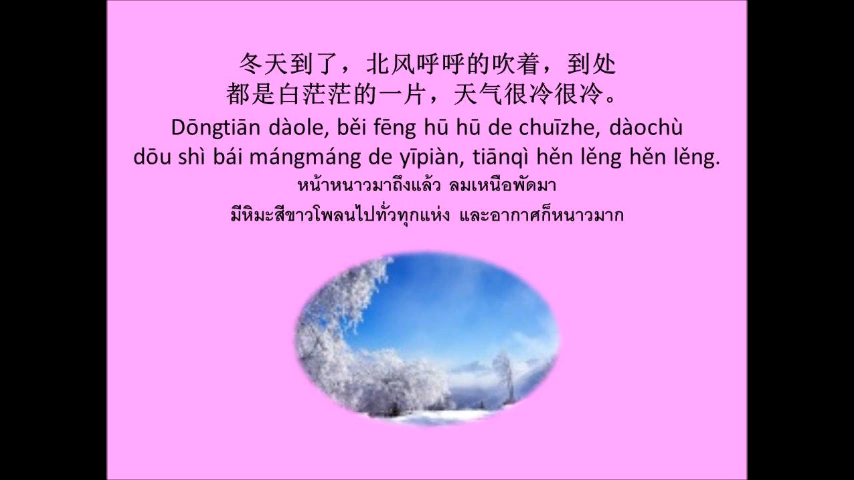 冬天到了，北风呼呼的吹着，到处
都是白茫茫的一片，天气很冷很冷。
Dōngtiān dàole, běi fēng hū hū de chuīzhe, dàochù
dōu shì bái mángmáng de yīpiàn, tiānqì hěn lěng hěn lěng.
หน้าหนาวมาถึงแล้ว ลมเหนือพัดมา
มีหิมะสีขาวโพลนไปทั่วทุกแห่ง และอากาศก็หนาวมาก